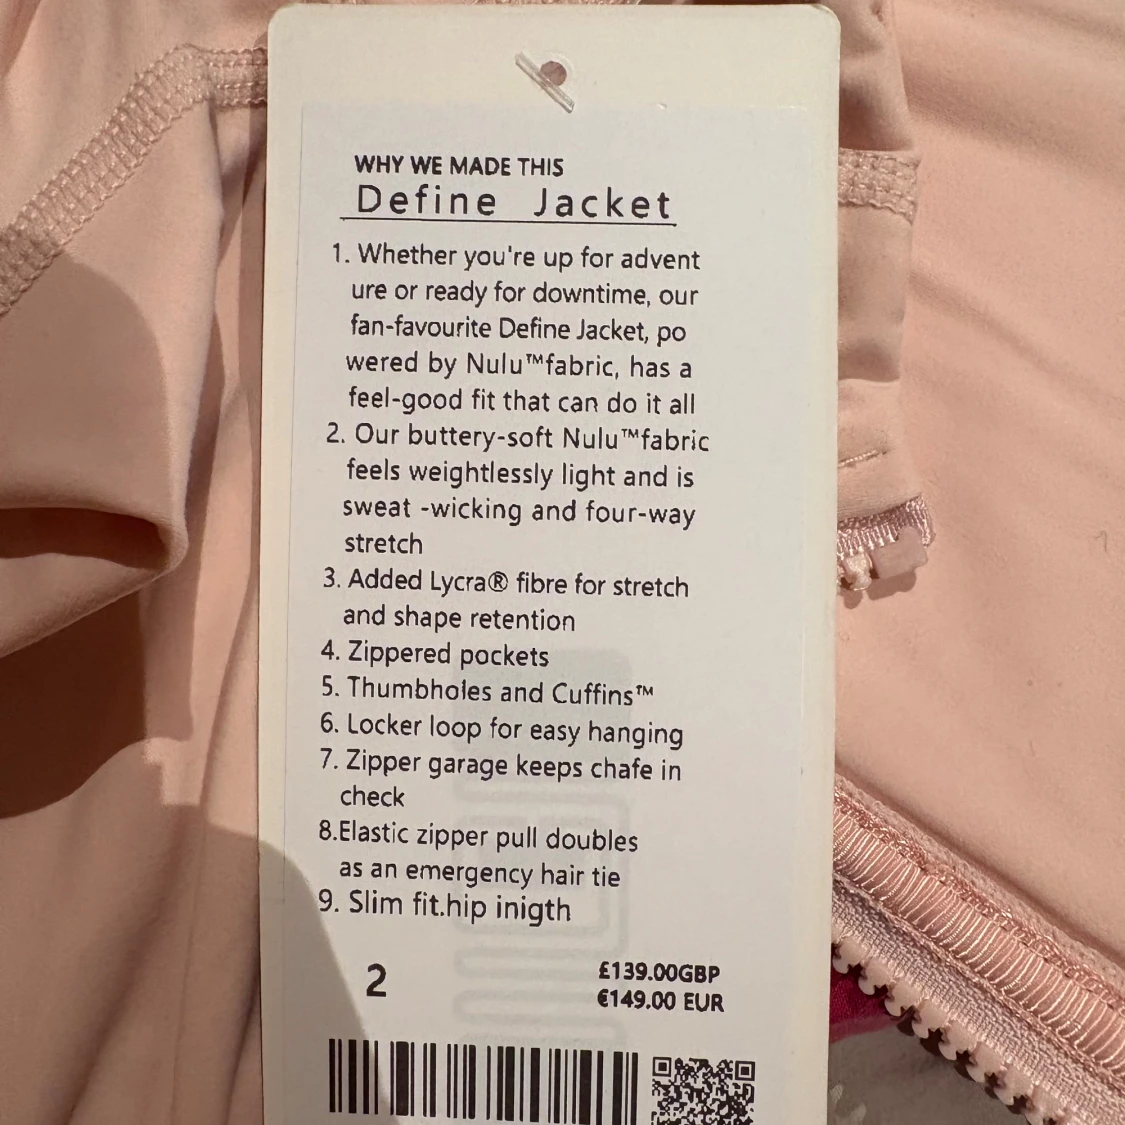 WHY WE MADE THIS
Define Jacket
1. Whether you're up for advent
ure or ready for downtime, our
fan-favourite Define Jacket, po
wered by Nulu™fabric, has a
feel-good fit that can do it all
2. Our buttery-soft Nulu™fabric
feels weightlessly light and is
sweat -wicking and four-way
stretch
3. Added Lycra® fibre for stretch
and shape retention
4. Zippered pockets
5. Thumbholes and Cuffins™
6. Locker loop for easy hanging
7. Zipper garage keeps chafe in
check
8.Elastic zipper pull doubles
as an emergency hair tie
9. Slim fit.hip inigth
2
£139.00GBP
€149.00 EUR